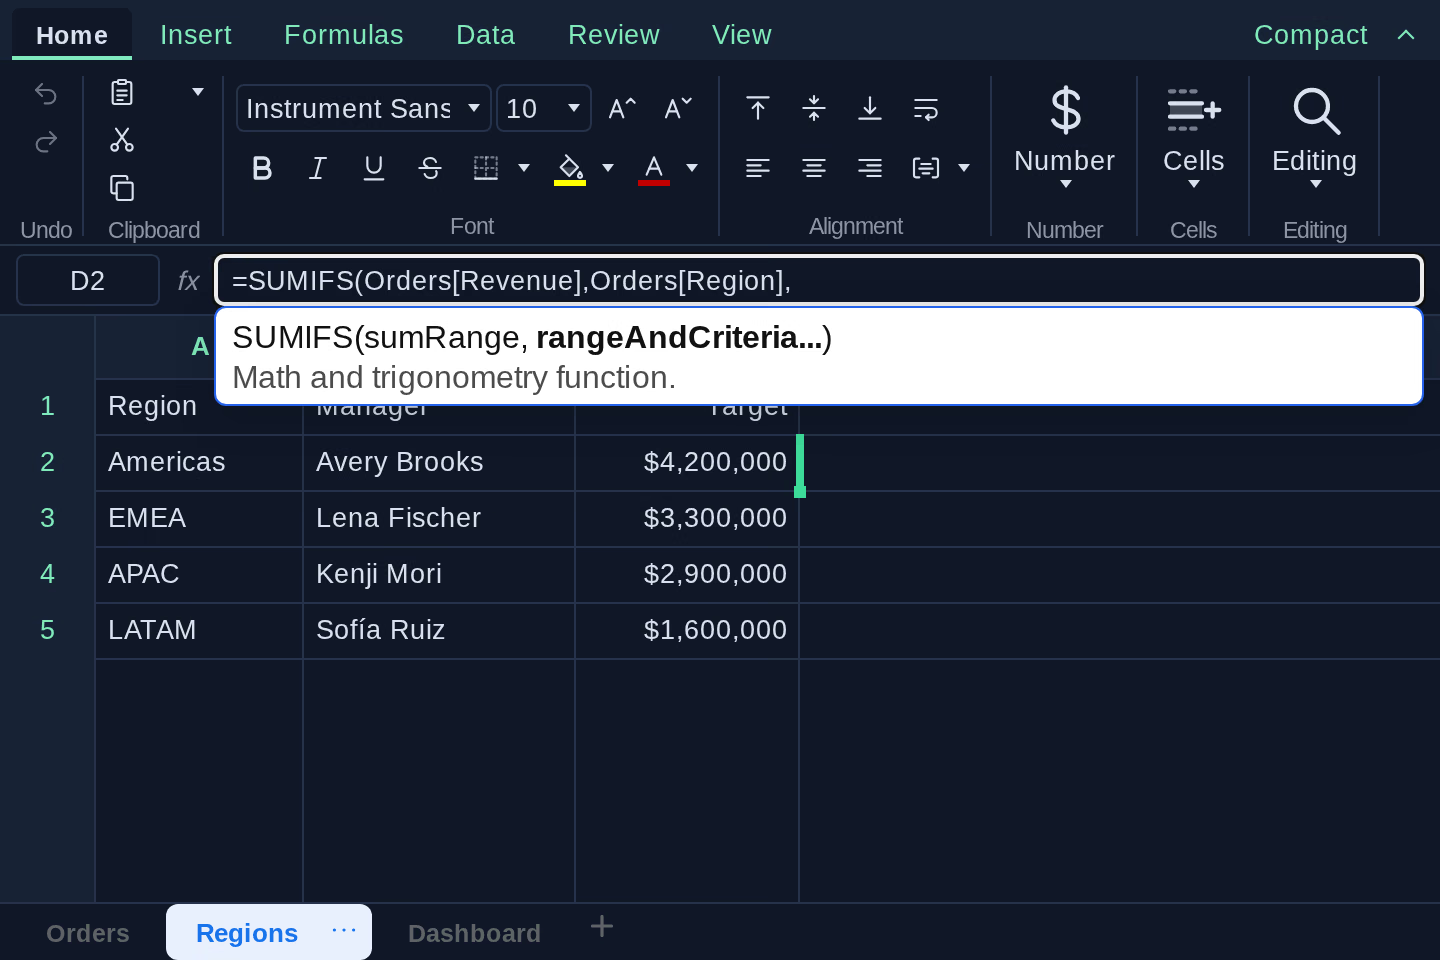 Home Insert Formulas Data Review View Compact
Instrument Sans 10
Number Cells Editing
Undo Clipboard Font Alignment Number Cells Editing
D2 fx =SUMIFS(Orders[Revenue],Orders[Region],
SUMIFS(sumRange, rangeAndCriteria...)
Math and trigonometry function.
A
1 Region Manager Target
2 Americas Avery Brooks $4,200,000
3 EMEA Lena Fischer $3,300,000
4 APAC Kenji Mori $2,900,000
5 LATAM Sofía Ruiz $1,600,000
Orders Regions ··· Dashboard +